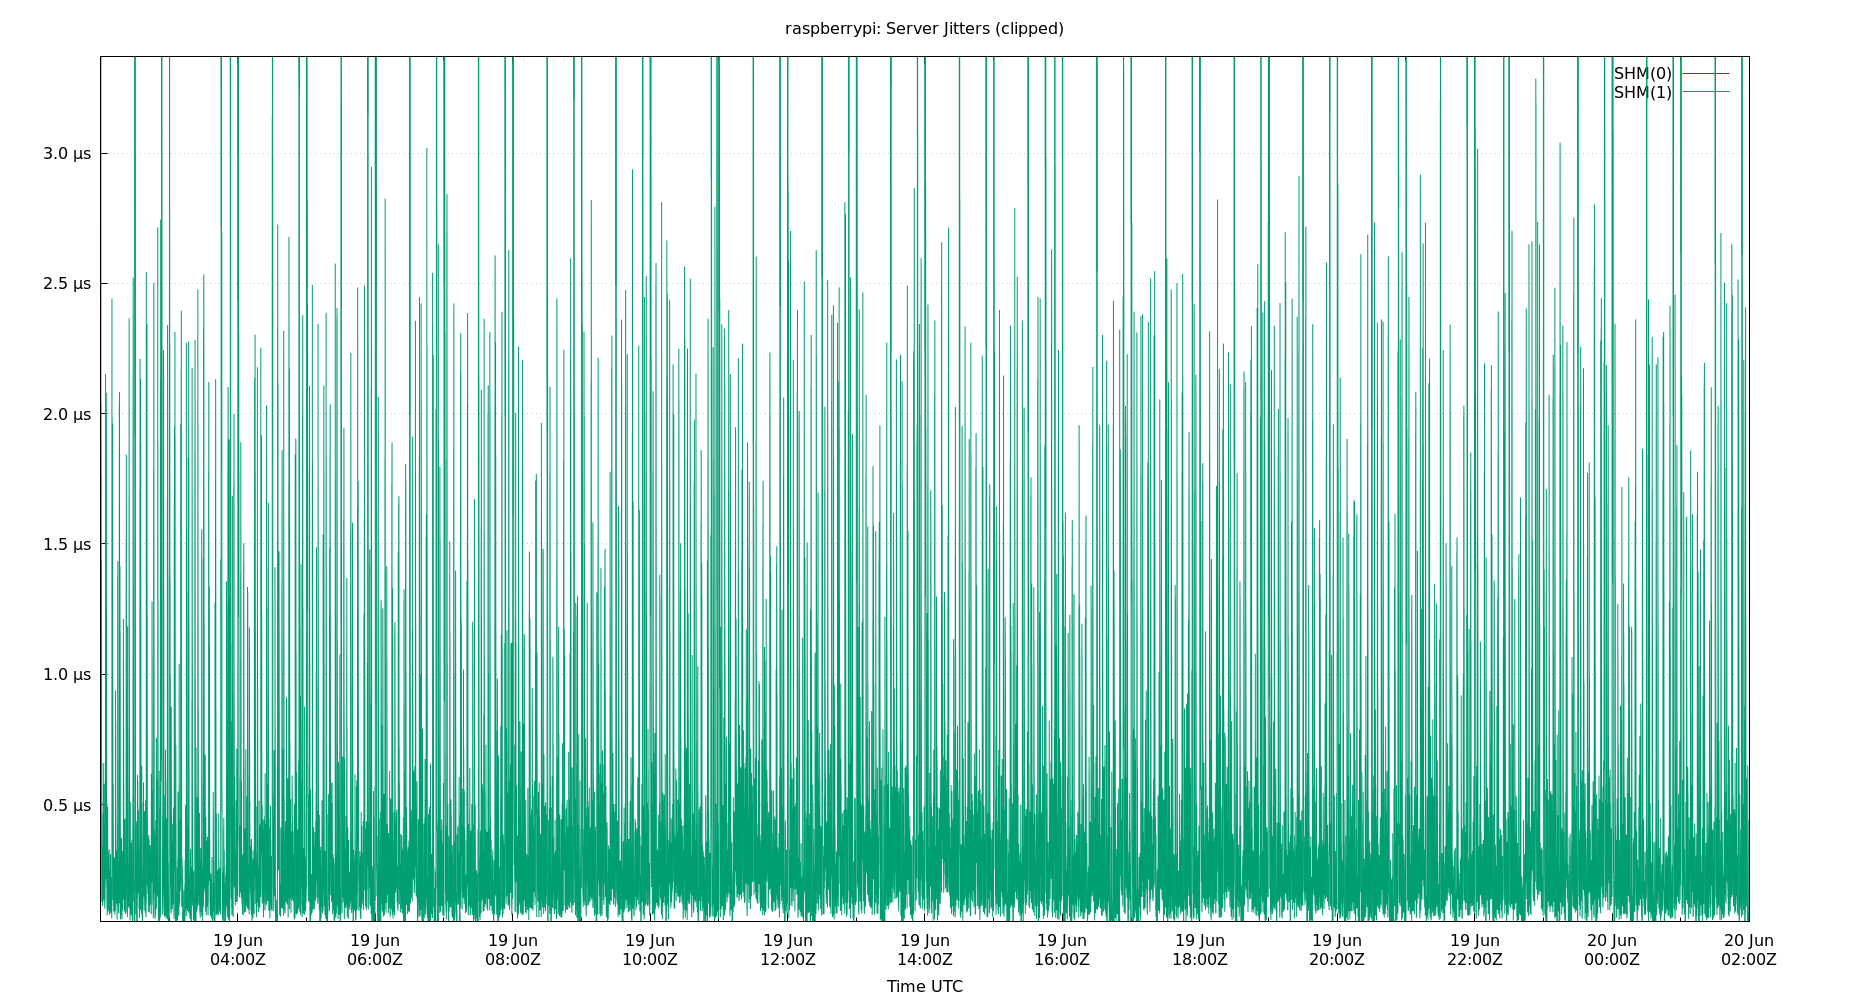 raspberrypi: Server Jitters (clipped)
SHM(0)
SHM(1)
3.0 µs
2.5 µs
2.0 µs
1.5 µs
1.0 µs
0.5 µs
19 Jun 19 Jun 19 Jun 19 Jun 19 Jun 19 Jun 19 Jun 19 Jun 19 Jun 19 Jun 20 Jun 20 Jun
04:00Z 06:00Z 08:00Z 10:00Z 12:00Z 14:00Z 16:00Z 18:00Z 20:00Z 22:00Z 00:00Z 02:00Z
Time UTC